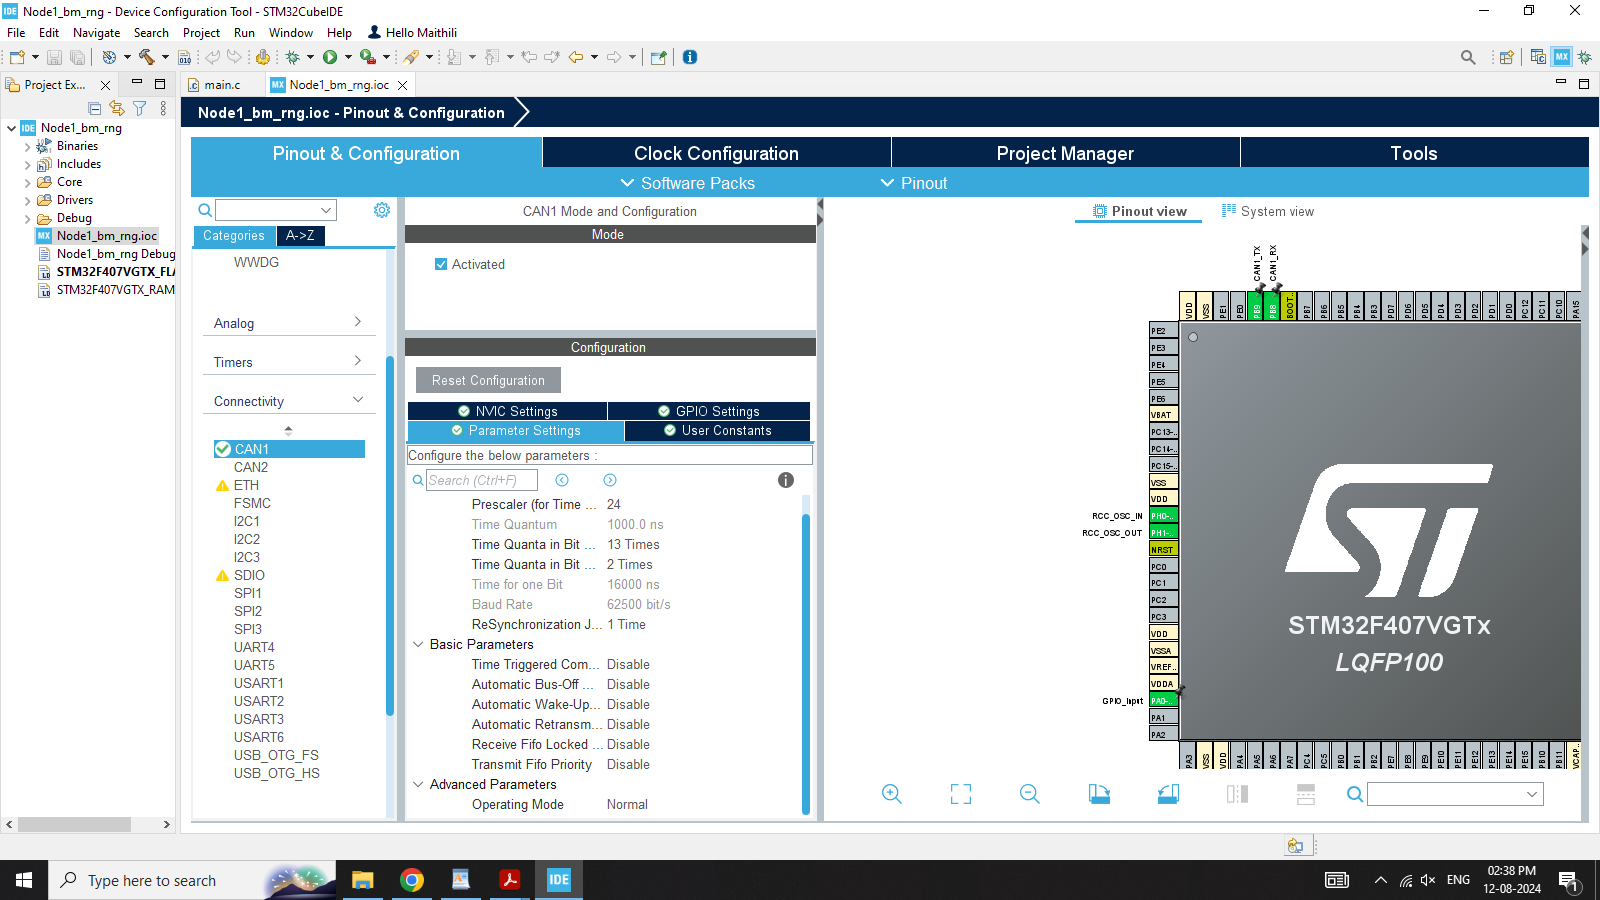 Node1_bm_rng - Device Configuration Tool - STM32CubeIDE
File Edit Navigate Search Project Run Window Help Hello Maithili
Project Ex...
main.c
Node1_bm_rng.ioc
Node1_bm_rng
Binaries
Includes
Core
Drivers
Debug
Node1_bm_rng.ioc
Node1_bm_rng Debug
STM32F407VGTX_FLA
STM32F407VGTX_RAM
Node1_bm_rng.ioc - Pinout & Configuration
Pinout & Configuration
Clock Configuration
Project Manager
Tools
Software Packs
Pinout
Categories
A->Z
WWDG
Analog
Timers
Connectivity
CAN1
CAN2
ETH
FSMC
I2C1
I2C2
I2C3
SDIO
SPI1
SPI2
SPI3
UART4
UART5
USART1
USART2
USART3
USART6
USB_OTG_FS
USB_OTG_HS
CAN1 Mode and Configuration
Mode
Activated
Configuration
Reset Configuration
NVIC Settings
GPIO Settings
Parameter Settings
User Constants
Configure the below parameters :
Search (Ctrl+F)
Prescaler (for Time ... 24
Time Quantum 1000.0 ns
Time Quanta in Bit ... 13 Times
Time Quanta in Bit ... 2 Times
Time for one Bit 16000 ns
Baud Rate 62500 bit/s
ReSynchronization J... 1 Time
Basic Parameters
Time Triggered Com... Disable
Automatic Bus-Off ... Disable
Automatic Wake-Up... Disable
Automatic Retransm... Disable
Receive Fifo Locked ... Disable
Transmit Fifo Priority Disable
Advanced Parameters
Operating Mode Normal
Pinout view
System view
CAN1_TX
CAN1_RX
VDD VSS PE1 PE0 PB9 PB8 BOOT.. PB7 PB6 PB5 PB4 PB3 PD7 PD6 PD5 PD4 PD3 PD2 PD1 PD0 PC12 PC11 PC10 PA15
PE2
PE3
PE4
PE5
PE6
VBAT
PC13-..
PC14-..
PC15-..
VSS
VDD
RCC_OSC_IN PH0-..
RCC_OSC_OUT PH1-..
NRST
PC0
PC1
PC2
PC3
VDD
VSSA
VREF..
VDDA
GPIO_Input PA0-..
PA1
PA2
STM32F407VGTx
LQFP100
PA3 VSS VDD PA4 PA5 PA6 PA7 PC4 PC5 PB0 PB1 PB2 PE7 PE8 PE9 PE10 PE11 PE12 PE13 PE14 PE15 PB10 PB11 VCAP..
Type here to search
IDE
ENG
02:38 PM
12-08-2024
1